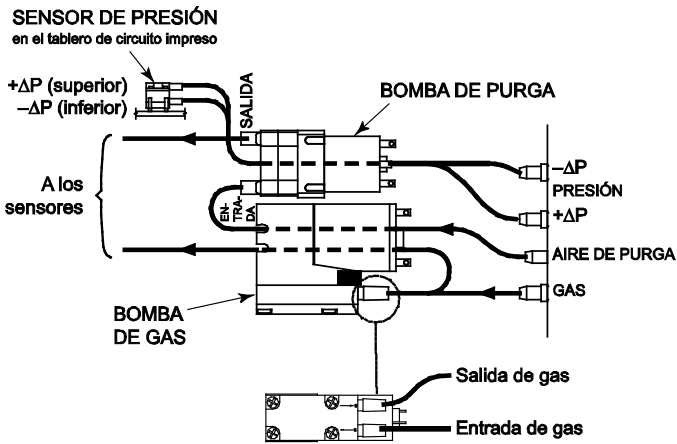 SENSOR DE PRESIÓN
en el tablero de circuito impreso
+ΔP (superior)
–ΔP (inferior)
SALIDA
BOMBA DE PURGA
A los
sensores
EN-
TRA-
DA
–ΔP
PRESIÓN
+ΔP
AIRE DE PURGA
GAS
BOMBA
DE GAS
Salida de gas
Entrada de gas